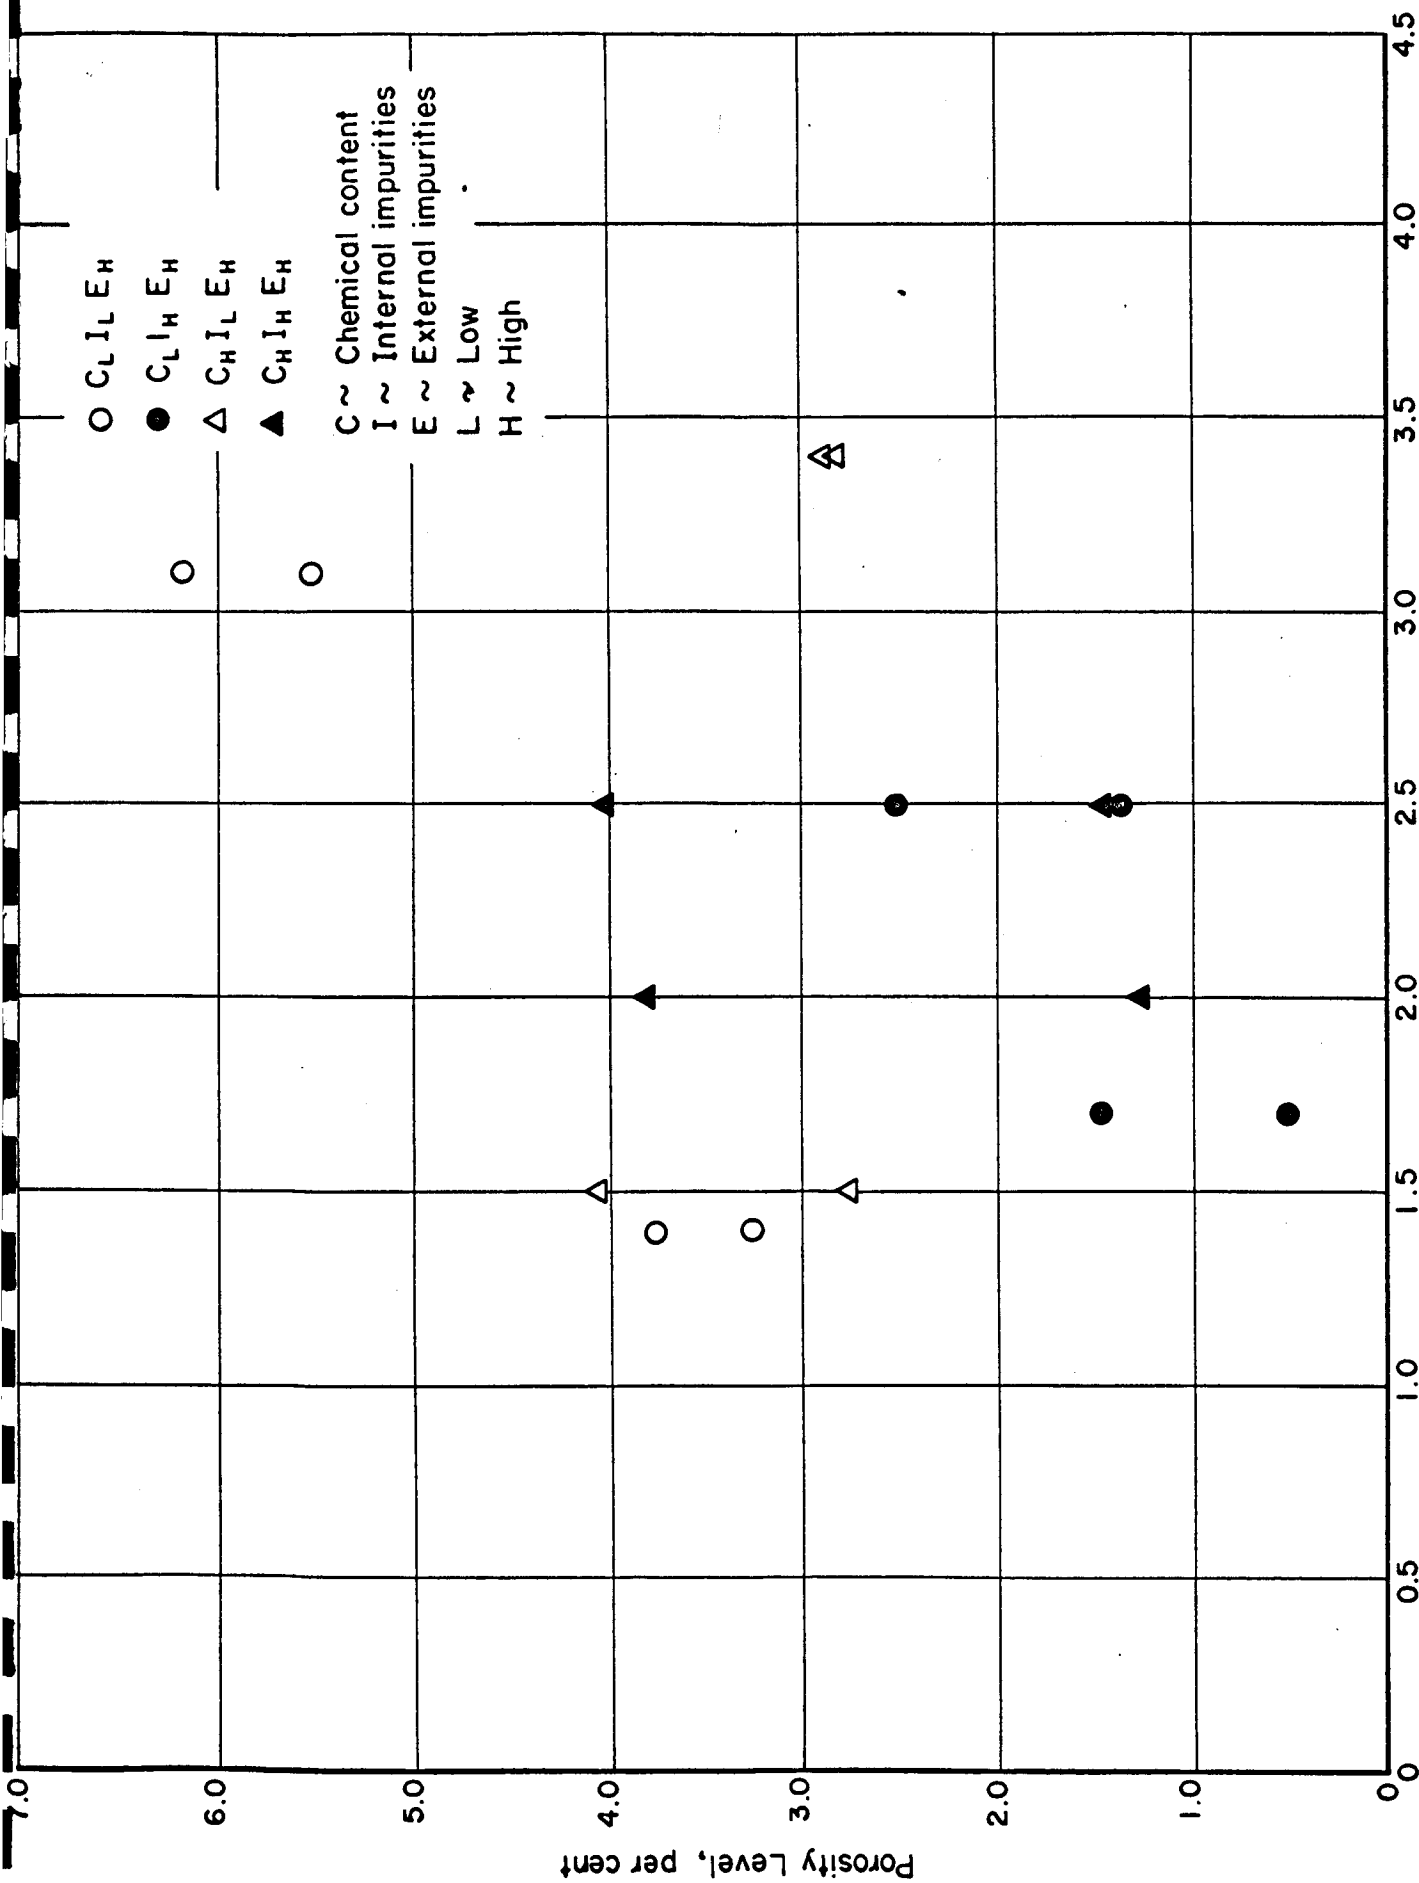 C_L I_L E_H
C_L I_H E_H
C_H I_L E_H
C_H I_H E_H
C ~ Chemical content
I ~ Internal impurities
E ~ External impurities
L ~ Low
H ~ High
Porosity Level, per cent
7.0
6.0
5.0
4.0
3.0
2.0
1.0
0
0 0.5 1.0 1.5 2.0 2.5 3.0 3.5 4.0 4.5